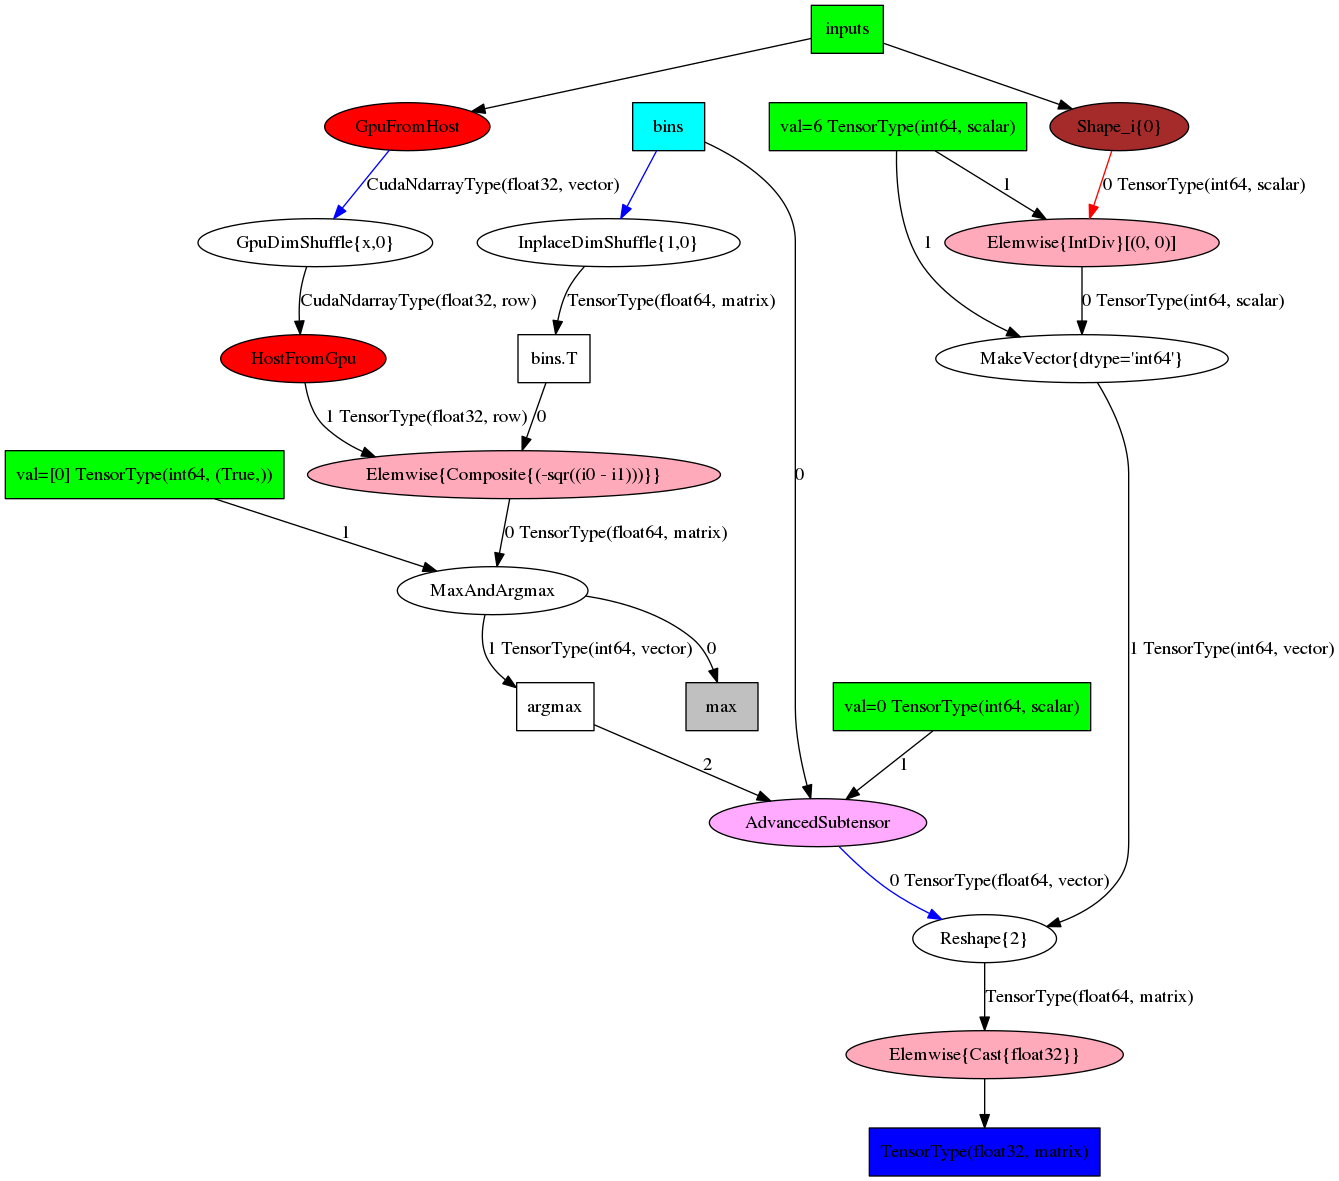 inputs
GpuFromHost
bins
val=6 TensorType(int64, scalar)
Shape_i{0}
CudaNdarrayType(float32, vector)
1
0 TensorType(int64, scalar)
GpuDimShuffle{x,0}
InplaceDimShuffle{1,0}
1
Elemwise{IntDiv}[(0, 0)]
CudaNdarrayType(float32, row)
TensorType(float64, matrix)
0 TensorType(int64, scalar)
HostFromGpu
bins.T
MakeVector{dtype='int64'}
1 TensorType(float32, row)
0
val=[0] TensorType(int64, (True,))
Elemwise{Composite{(-sqr((i0 - i1)))}}
0
1
0 TensorType(float64, matrix)
MaxAndArgmax
1 TensorType(int64, vector)
0
1 TensorType(int64, vector)
argmax
max
val=0 TensorType(int64, scalar)
2
1
AdvancedSubtensor
0 TensorType(float64, vector)
Reshape{2}
TensorType(float64, matrix)
Elemwise{Cast{float32}}
TensorType(float32, matrix)